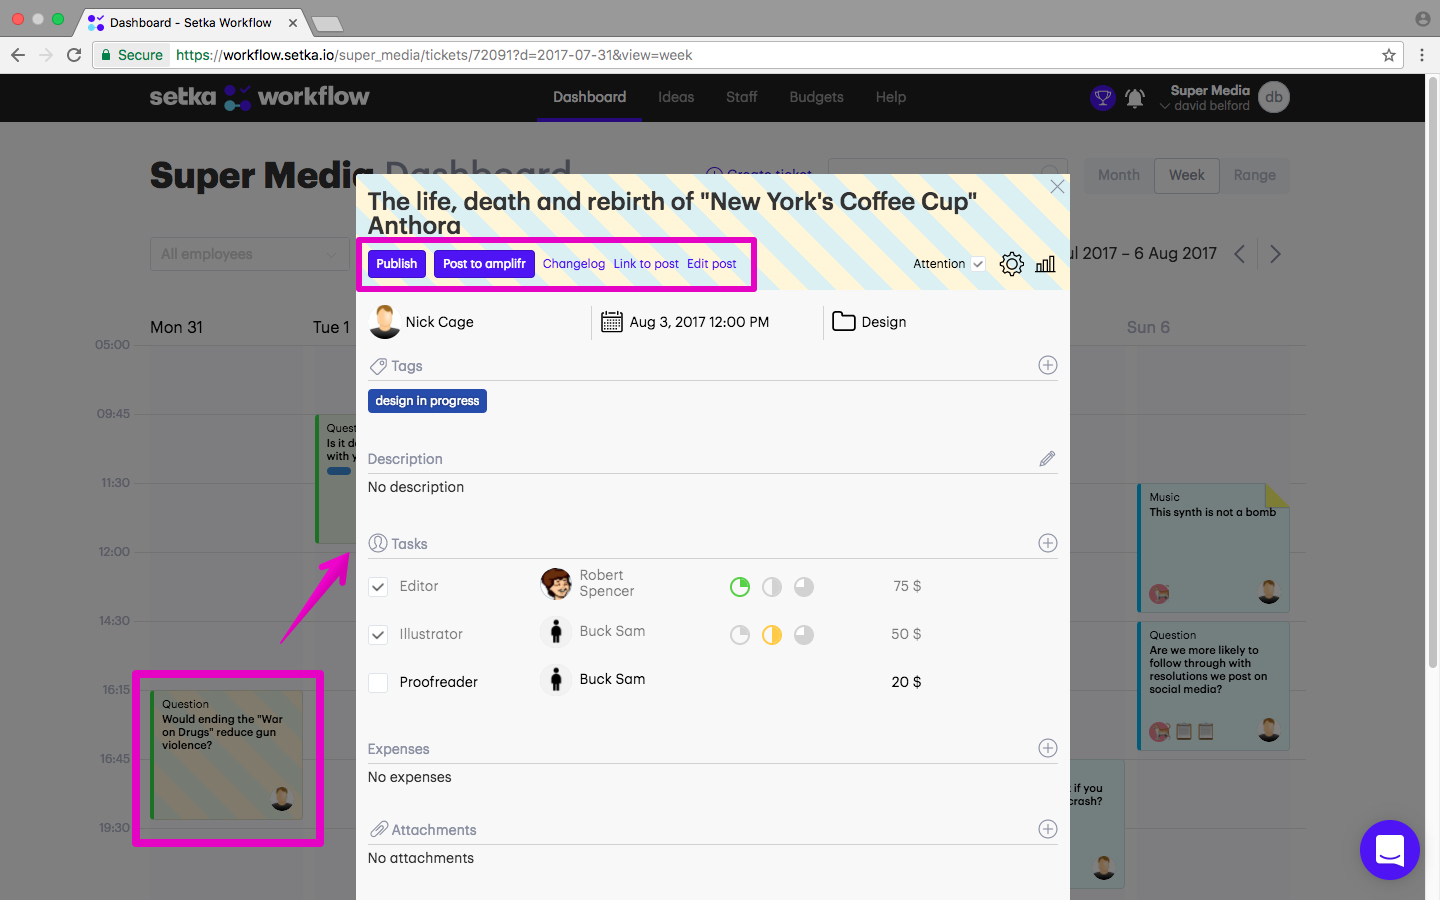 Dashboard - Setka Workflow
Secure https://workflow.setka.io/super_media/tickets/72091?d=2017-07-31&view=week
setka workflow
Dashboard Ideas Staff Budgets Help
Super Media
david belford
db
Super Media Dashboard
Create ticket
Month Week Range
All employees
ul 2017 – 6 Aug 2017
The life, death and rebirth of "New York's Coffee Cup"
Anthora
Publish Post to amplifr Changelog Link to post Edit post
Attention
Mon 31 Tue 1 Sun 6
05:00
09:45
11:30
12:00
14:30
16:15
16:45
19:30
Quest
Is it d
with y
Question
Would ending the "War
on Drugs" reduce gun
violence?
Nick Cage
Aug 3, 2017 12:00 PM
Design
Tags
design in progress
Description
No description
Tasks
Editor Robert
Spencer 75 $
Illustrator Buck Sam 50 $
Proofreader Buck Sam 20 $
Expenses
No expenses
Attachments
No attachments
Music
This synth is not a bomb
Question
Are we more likely to
follow through with
resolutions we post on
social media?
if you
crash?